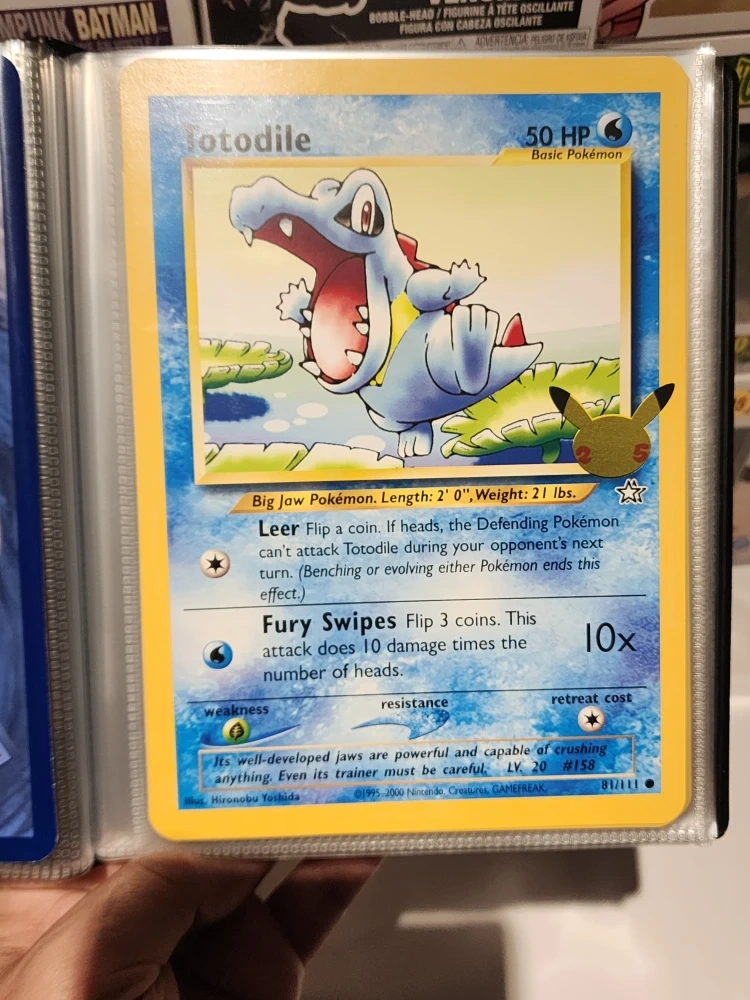 PUNK BATMAN
BOBBLE-HEAD / FIGURINE À TÊTE OSCILLANTE
FIGURA CON CABEZA OSCILANTE
Totodile
50 HP
Basic Pokémon
25
Big Jaw Pokémon. Length: 2' 0", Weight: 21 lbs.
Leer Flip a coin. If heads, the Defending Pokémon
can't attack Totodile during your opponent's next
turn. (Benching or evolving either Pokémon ends this
effect.)
Fury Swipes Flip 3 coins. This
attack does 10 damage times the
number of heads.
10x
weakness
resistance
retreat cost
Its well-developed jaws are powerful and capable of crushing
anything. Even its trainer must be careful. LV. 20 #158
Illus. Hironobu Yoshida
©1995-2000 Nintendo, Creatures, GAMEFREAK.
81/111